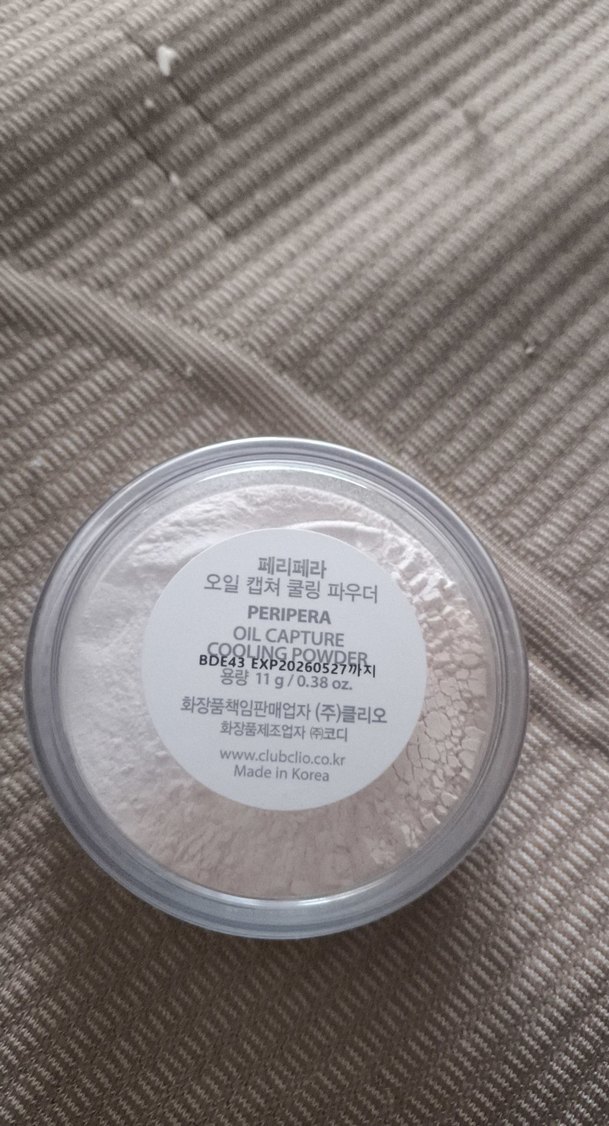 페리페라
오일 캡쳐 쿨링 파우더
PERIPERA
OIL CAPTURE
COOLING POWDER
BDE43 EXP20260527까지
용량 11 g / 0.38 oz.
화장품책임판매업자 (주)클리오
화장품제조업자 ㈜코디
www.clubclio.co.kr
Made in Korea